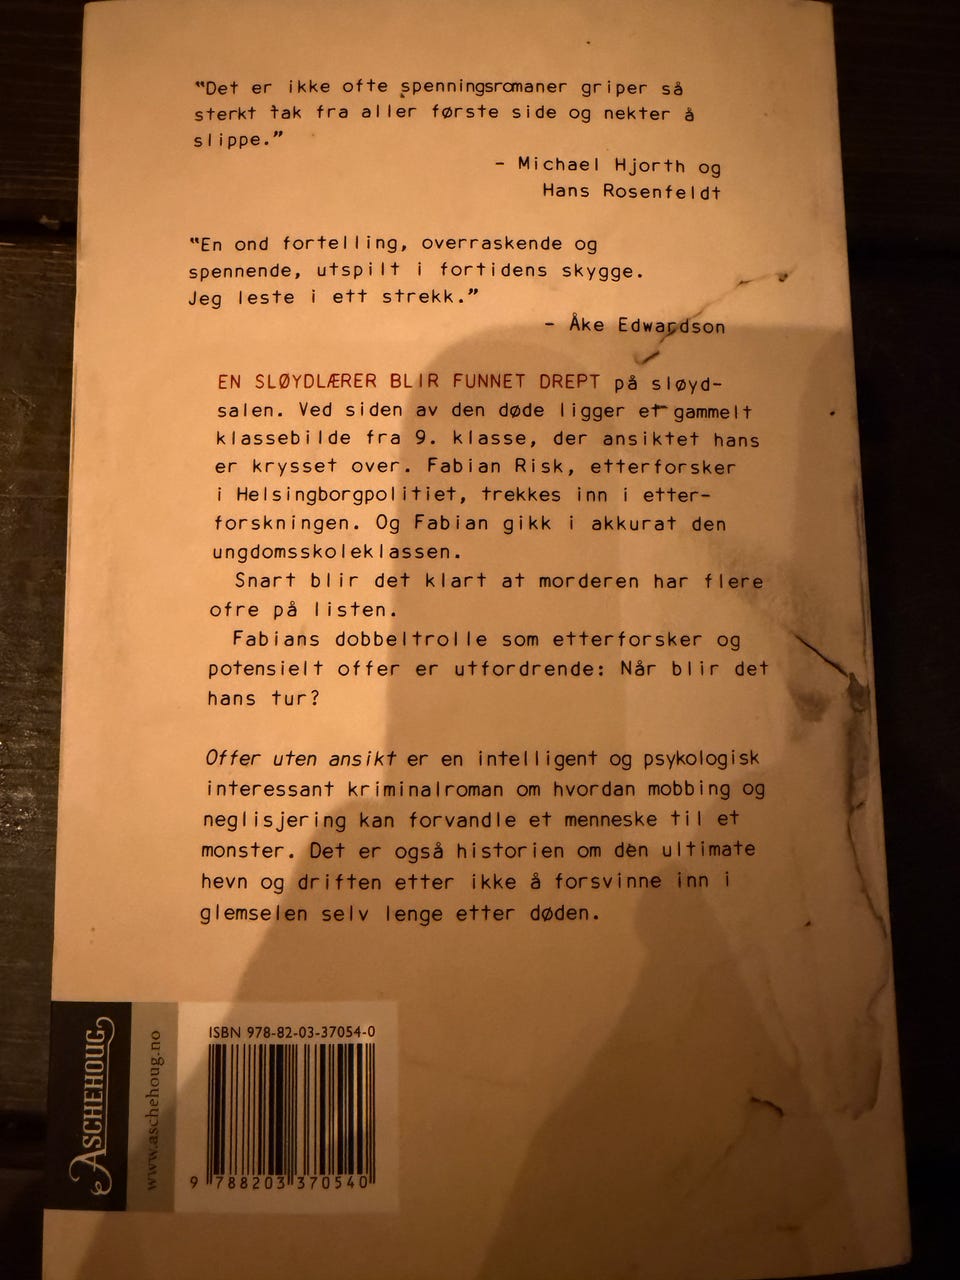 "Det er ikke ofte spenningsromaner griper så
sterkt tak fra aller første side og nekter å
slippe."
- Michael Hjorth og
Hans Rosenfeldt
"En ond fortelling, overraskende og
spennende, utspilt i fortidens skygge.
Jeg leste i ett strekk."
- Åke Edwardson
EN SLØYDLÆRER BLIR FUNNET DREPT på sløyd-
salen. Ved siden av den døde ligger et gammelt
klassebilde fra 9. klasse, der ansiktet hans
er krysset over. Fabian Risk, etterforsker
i Helsingborgpolitiet, trekkes inn i etter-
forskningen. Og Fabian gikk i akkurat den
ungdomsskoleklassen.
Snart blir det klart at morderen har flere
ofre på listen.
Fabians dobbeltrolle som etterforsker og
potensielt offer er utfordrende: Når blir det
hans tur?
Offer uten ansikt er en intelligent og psykologisk
interessant kriminalroman om hvordan mobbing og
neglisjering kan forvandle et menneske til et
monster. Det er også historien om den ultimate
hevn og driften etter ikke å forsvinne inn i
glemselen selv lenge etter døden.
ASCHEHOUG
www.aschehoug.no
ISBN 978-82-03-37054-0
9 788203 370540